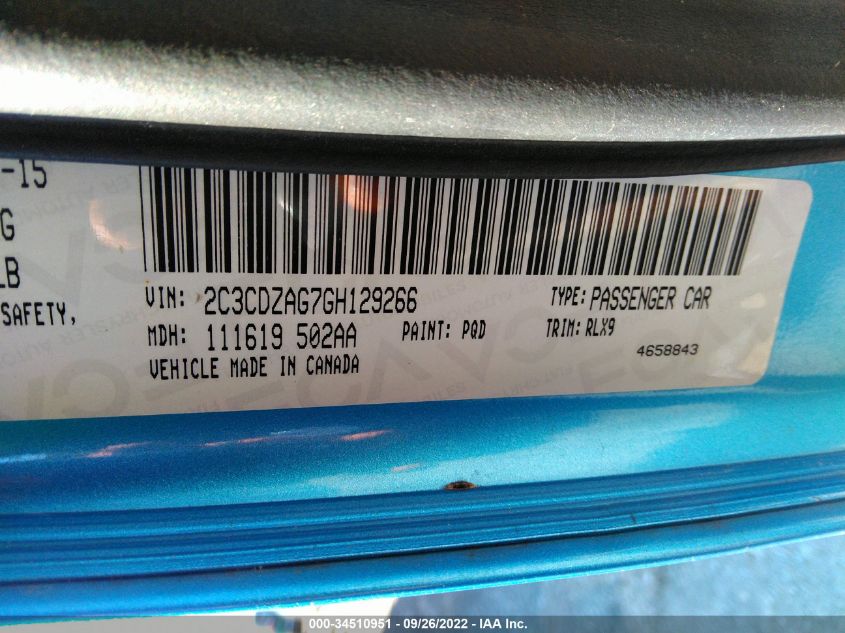 -15
G
LB
SAFETY,
VIN: 2C3CDZAG7GH129266 TYPE: PASSENGER CAR
MDH: 111619 502AA PAINT: PQD TRIM: RLX9
VEHICLE MADE IN CANADA 4658843
000-34510951 - 09/26/2022 - IAA Inc.